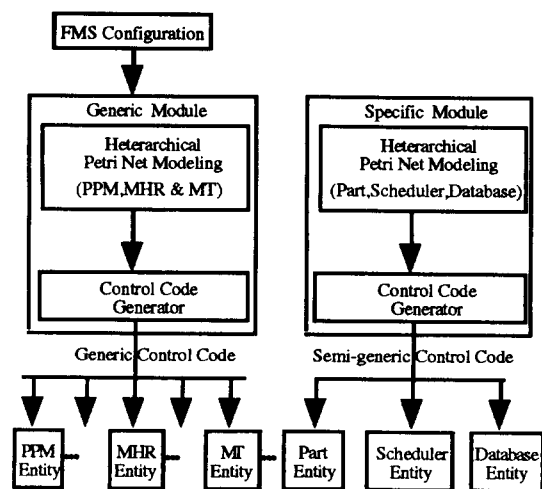 FMS Configuration
Generic Module
Heterarchical
Petri Net Modeling
(PPM,MHR & MT)
Control Code
Generator
Generic Control Code
Specific Module
Heterarchical
Petri Net Modeling
(Part,Scheduler,Database)
Control Code
Generator
Semi-generic Control Code
PPM
Entity
MHR
Entity
MT
Entity
Part
Entity
Scheduler
Entity
Database
Entity